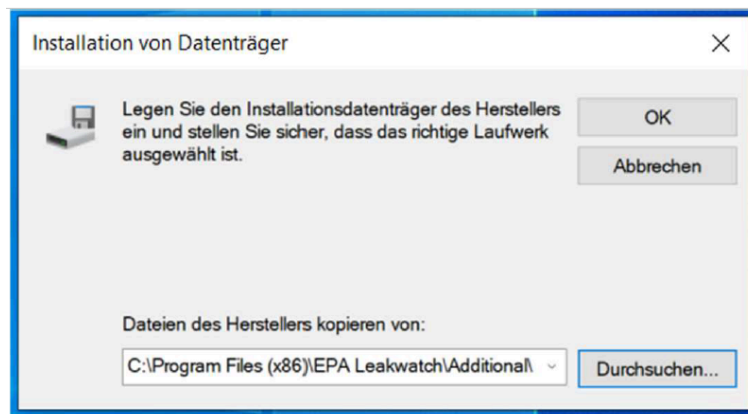 Installation von Datenträger
Legen Sie den Installationsdatenträger des Herstellers
ein und stellen Sie sicher, dass das richtige Laufwerk
ausgewählt ist.
OK
Abbrechen
Dateien des Herstellers kopieren von:
C:\Program Files (x86)\EPA Leakwatch\Additional\
Durchsuchen...